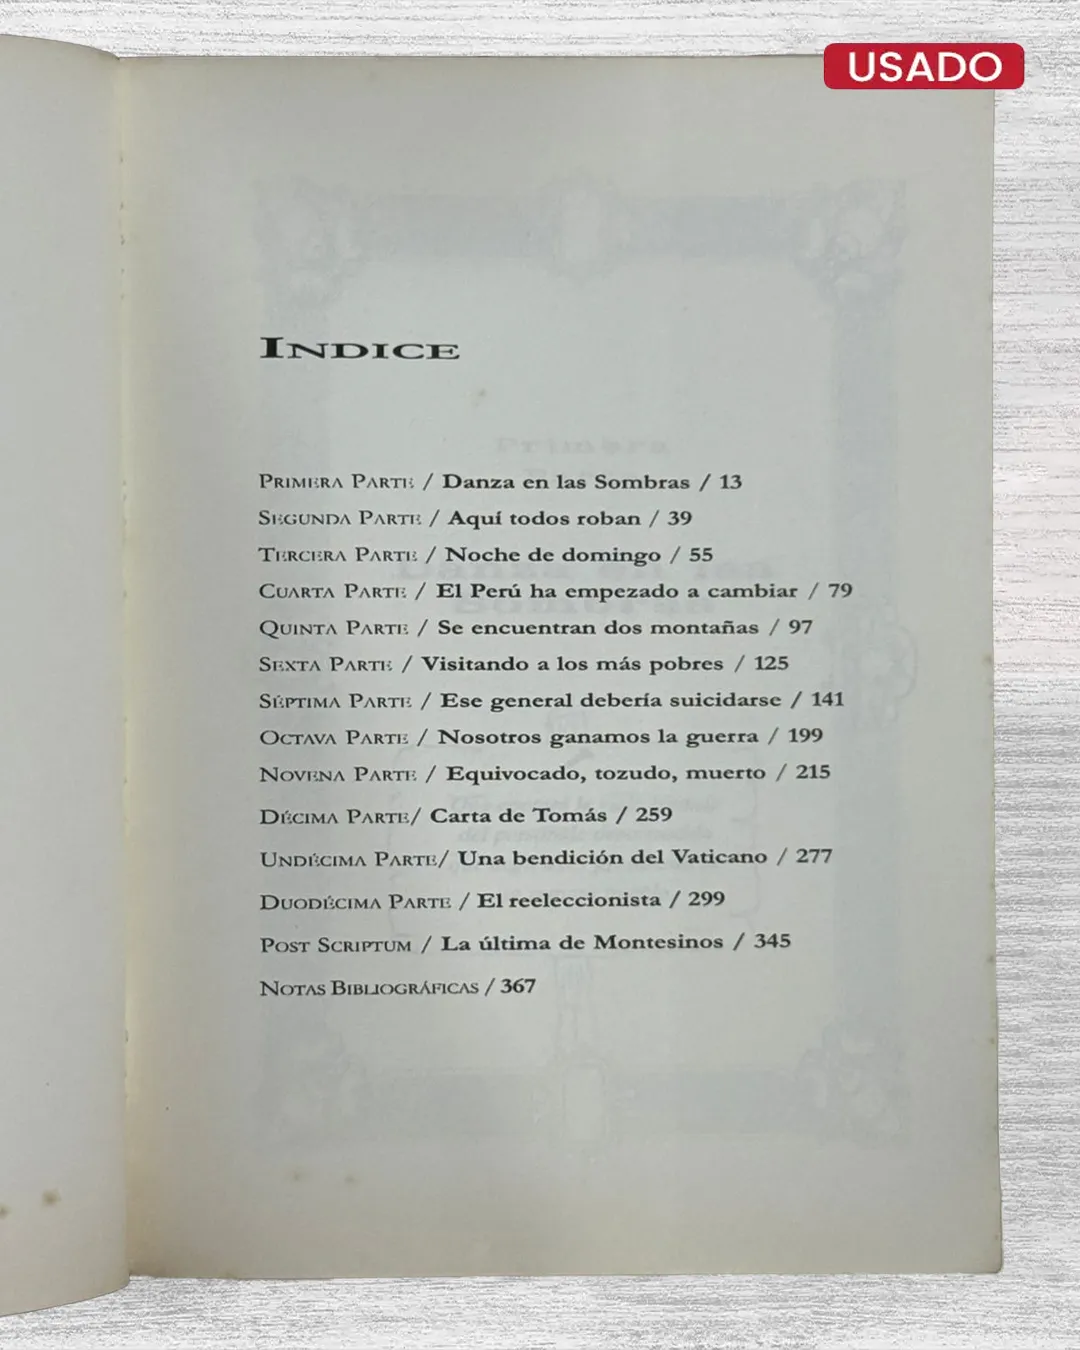 USADO
INDICE
PRIMERA PARTE / Danza en las Sombras / 13
SEGUNDA PARTE / Aquí todos roban / 39
TERCERA PARTE / Noche de domingo / 55
CUARTA PARTE / El Perú ha empezado a cambiar / 79
QUINTA PARTE / Se encuentran dos montañas / 97
SEXTA PARTE / Visitando a los más pobres / 125
SÉPTIMA PARTE / Ese general debería suicidarse / 141
OCTAVA PARTE / Nosotros ganamos la guerra / 199
NOVENA PARTE / Equivocado, tozudo, muerto / 215
DÉCIMA PARTE/ Carta de Tomás / 259
UNDÉCIMA PARTE/ Una bendición del Vaticano / 277
DUODÉCIMA PARTE / El reeleccionista / 299
POST SCRIPTUM / La última de Montesinos / 345
NOTAS BIBLIOGRÁFICAS / 367